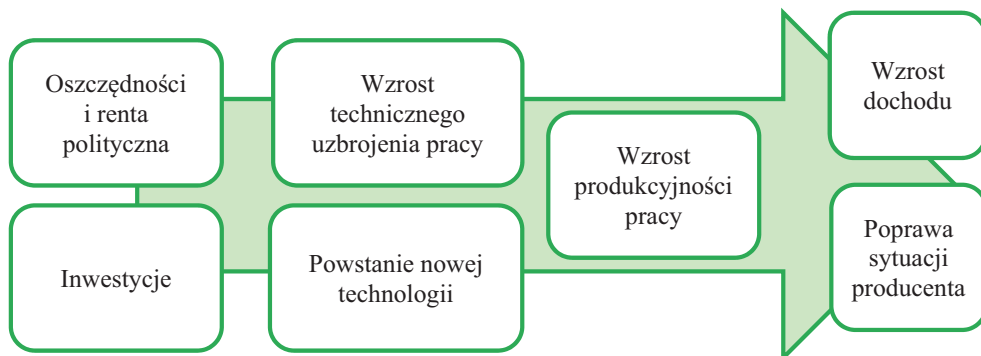 Oszczędności
i renta
polityczna
Inwestycje
Wzrost
technicznego
uzbrojenia pracy
Powstanie nowej
technologii
Wzrost
produkcyjności
pracy
Wzrost
dochodu
Poprawa
sytuacji
producenta